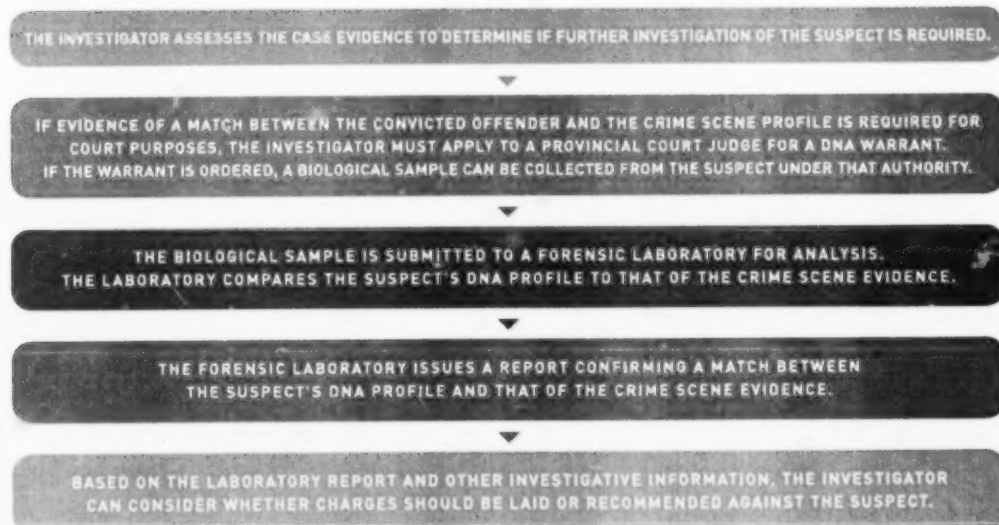 THE INVESTIGATOR ASSESSES THE CASE EVIDENCE TO DETERMINE IF FURTHER INVESTIGATION OF THE SUSPECT IS REQUIRED.
IF EVIDENCE OF A MATCH BETWEEN THE CONVICTED OFFENDER AND THE CRIME SCENE PROFILE IS REQUIRED FOR
COURT PURPOSES, THE INVESTIGATOR MUST APPLY TO A PROVINCIAL COURT JUDGE FOR A DNA WARRANT.
IF THE WARRANT IS ORDERED, A BIOLOGICAL SAMPLE CAN BE COLLECTED FROM THE SUSPECT UNDER THAT AUTHORITY.
THE BIOLOGICAL SAMPLE IS SUBMITTED TO A FORENSIC LABORATORY FOR ANALYSIS.
THE LABORATORY COMPARES THE SUSPECT'S DNA PROFILE TO THAT OF THE CRIME SCENE EVIDENCE.
THE FORENSIC LABORATORY ISSUES A REPORT CONFIRMING A MATCH BETWEEN
THE SUSPECT'S DNA PROFILE AND THAT OF THE CRIME SCENE EVIDENCE.
BASED ON THE LABORATORY REPORT AND OTHER INVESTIGATIVE INFORMATION, THE INVESTIGATOR
CAN CONSIDER WHETHER CHARGES SHOULD BE LAID OR RECOMMENDED AGAINST THE SUSPECT.